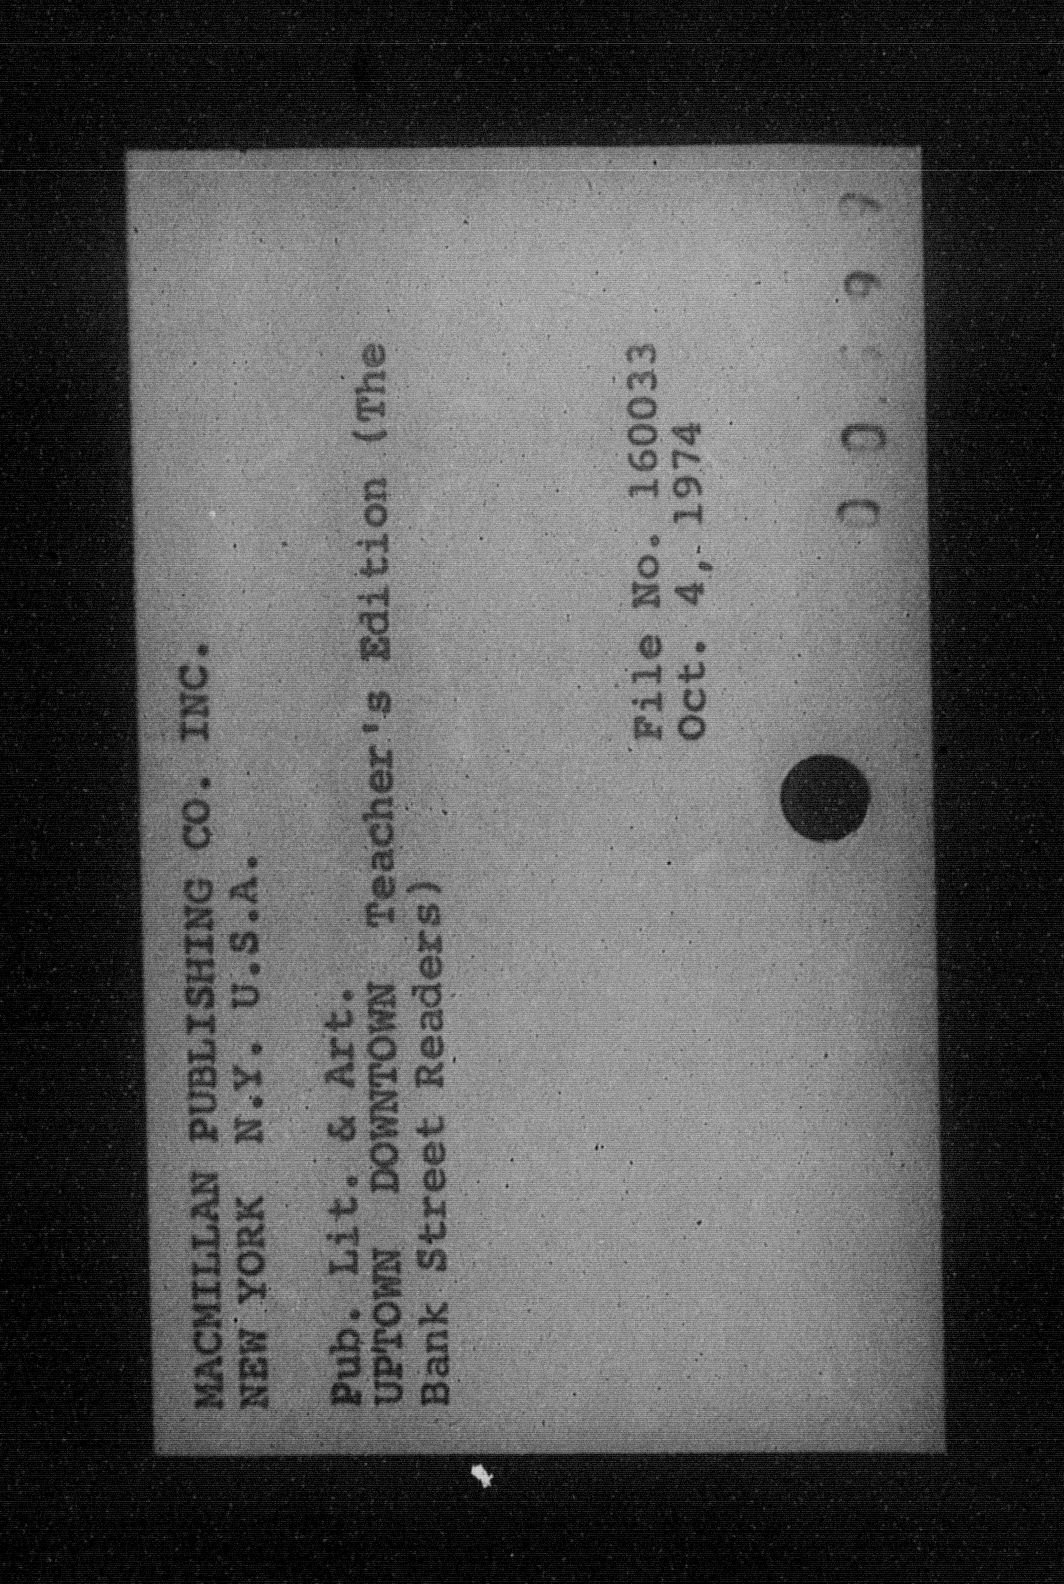 MACMILLAN PUBLISHING CO. INC.
NEW YORK N.Y. U.S.A.
Pub. Lit. & Art.
UPTOWN DOWNTOWN Teacher's Edition (The
Bank Street Readers)
File No. 160033
Oct. 4, 1974